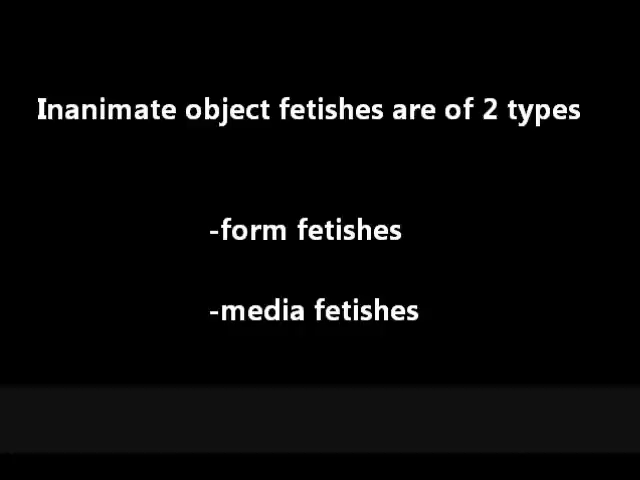 Inanimate object fetishes are of 2 types
-form fetishes
-media fetishes